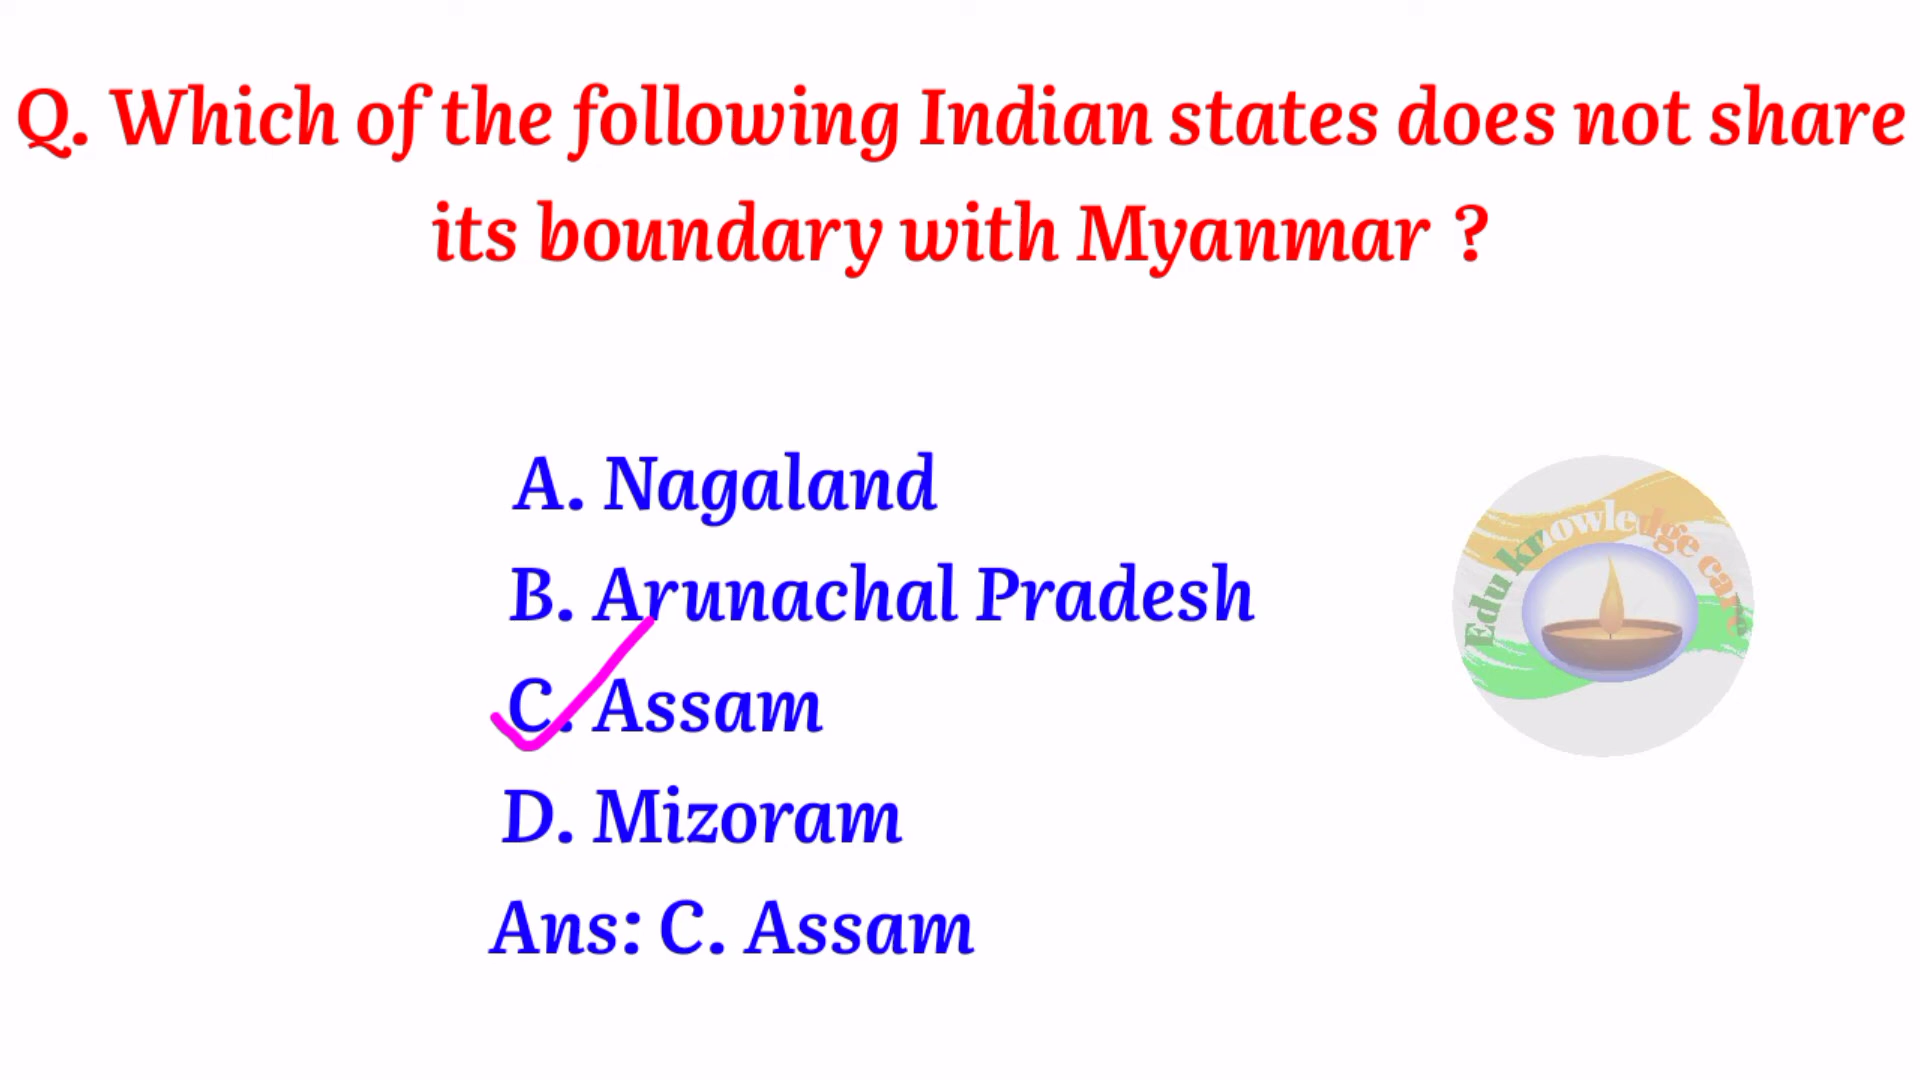 Q. Which of the following Indian states does not share
its boundary with Myanmar ?
A. Nagaland
B. Arunachal Pradesh
C. Assam
D. Mizoram
Ans: C. Assam
Edu knowledge care